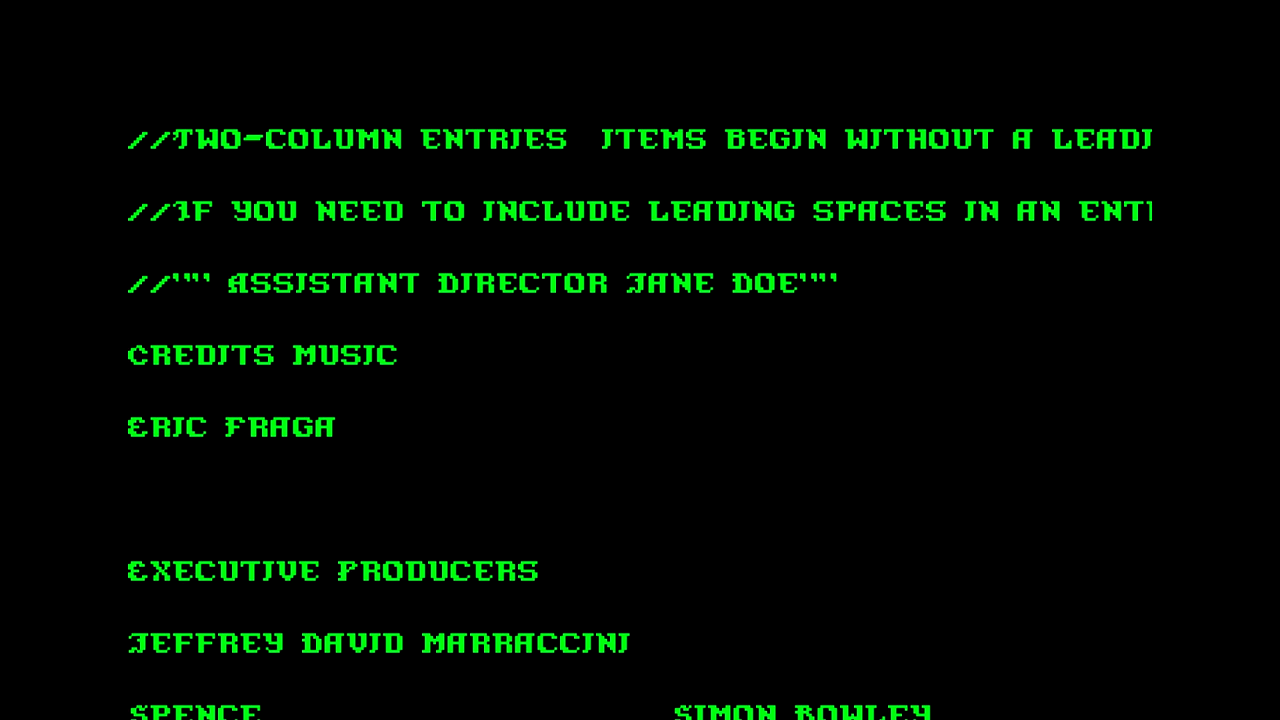 //TWO-COLUMN ENTRIES ITEMS BEGIN WITHOUT A LEADI
//IF YOU NEED TO INCLUDE LEADING SPACES IN AN ENT
//"" ASSISTANT DIRECTOR JANE DOE""
CREDITS MUSIC
ERIC FRAGA
EXECUTIVE PRODUCERS
JEFFREY DAVID MARRACCINI
SPENCE SIMON ROWLEY